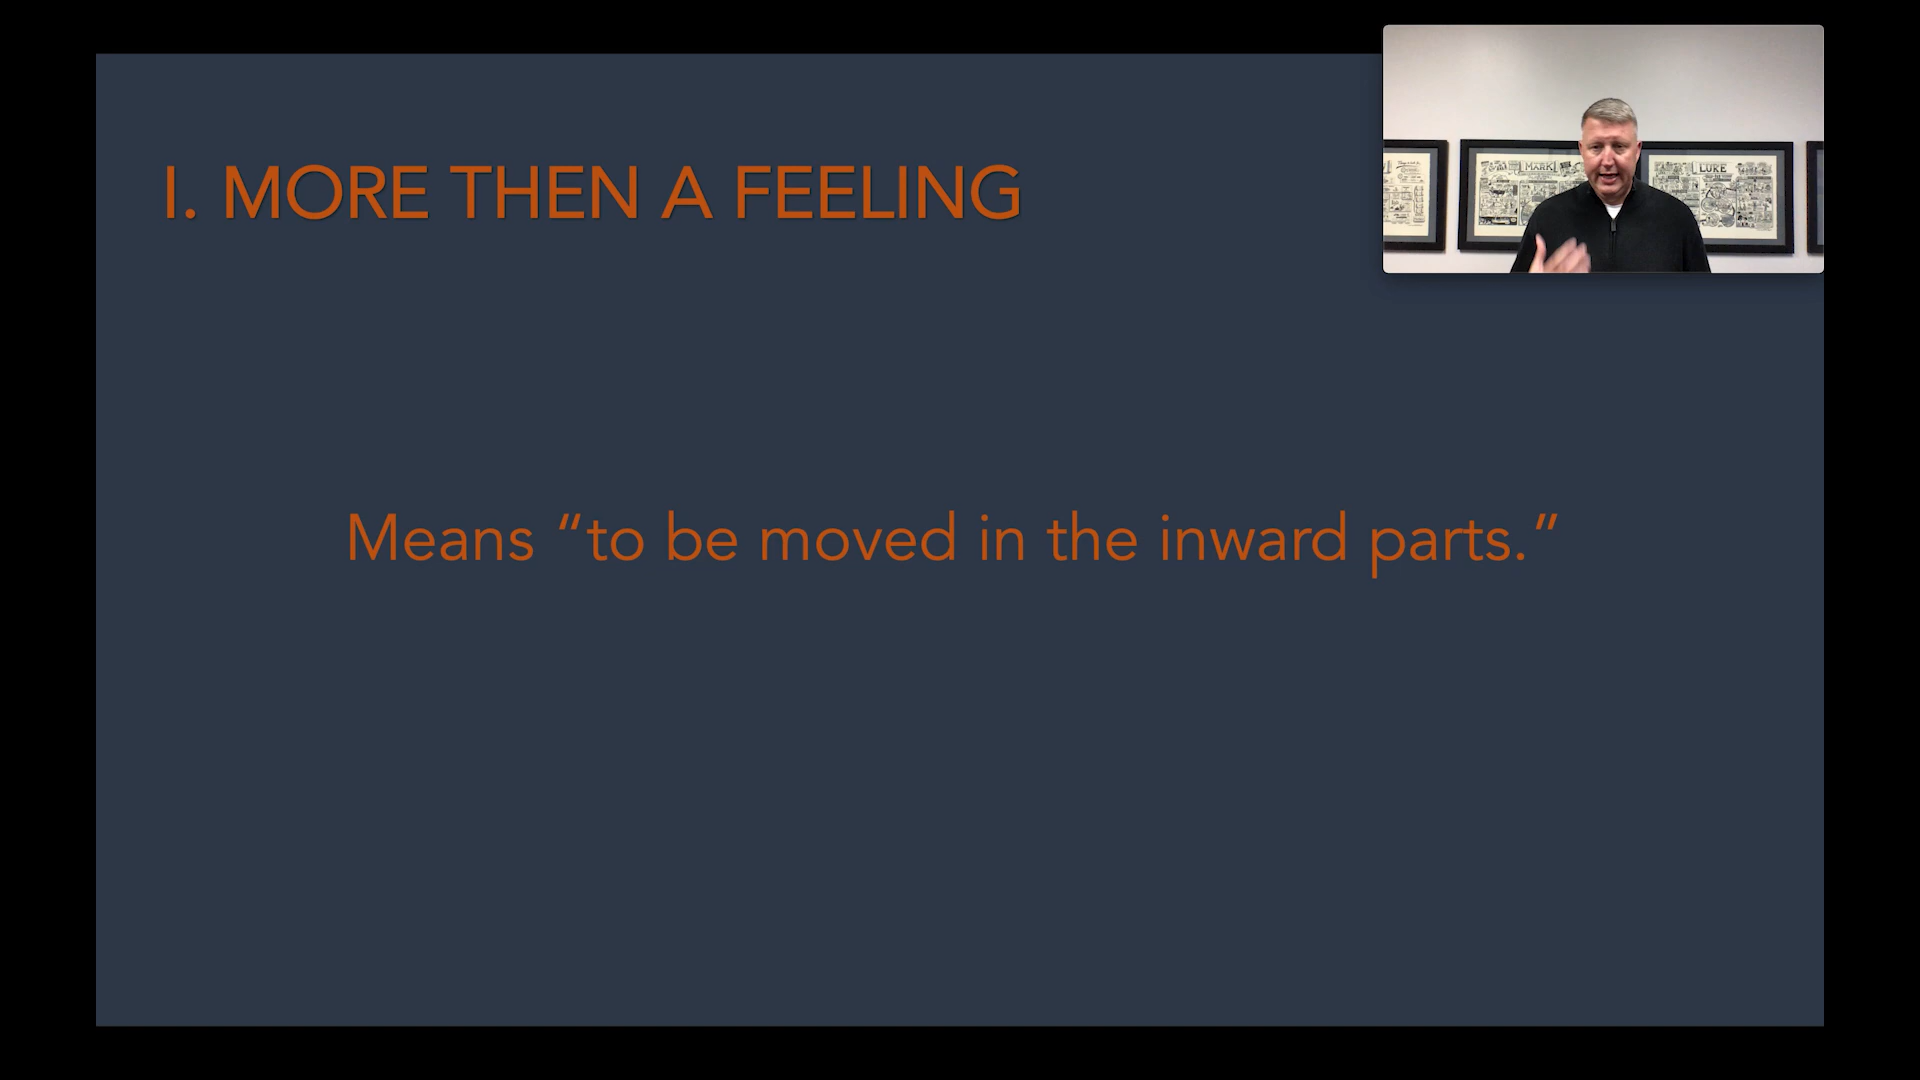 I. MORE THEN A FEELING
Means “to be moved in the inward parts.”
MARK
LUKE